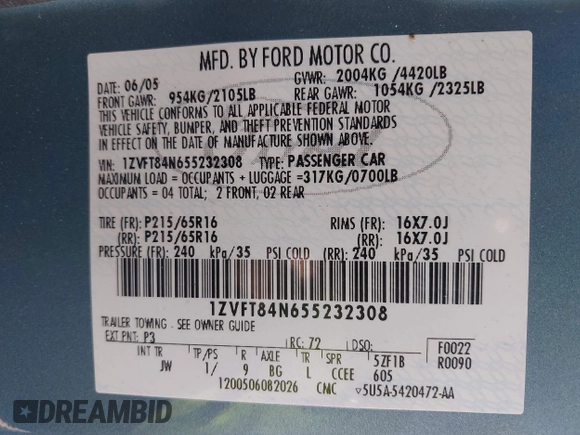 MFD. BY FORD MOTOR CO.
DATE: 06/05 GVWR: 2004KG/4420LB
FRONT GAWR: 954KG/2105LB REAR GAWR: 1054KG/2325LB
THIS VEHICLE CONFORMS TO ALL APPLICABLE FEDERAL MOTOR
VEHICLE SAFETY, BUMPER, AND THEFT PREVENTION STANDARDS
IN EFFECT ON THE DATE OF MANUFACTURE SHOWN ABOVE.
VIN: 1ZVFT84N655232308 TYPE: PASSENGER CAR
MAXIMUM LOAD = OCCUPANTS + LUGGAGE =317KG/0700LB
OCCUPANTS = 04 TOTAL; 2 FRONT, 02 REAR
TIRE (FR): P215/65R16 RIMS (FR): 16X7.0J
(RR): P215/65R16 (RR): 16X7.0J
PRESSURE (FR): 240 kPa/35 PSI COLD (RR): 240 kPa/35 PSI COLD
1ZVFT84N655232308
TRAILER TOWING - SEE OWNER GUIDE
EXT PNT: P3 RC: 72 DSO: F0022
INT TR TP/PS R AXLE TR SPR 5ZF1B R0090
JW 1/ 9 BG L CCEE 605
1200506082026 CMC 5U5A-5420472-AA
DREAMBID